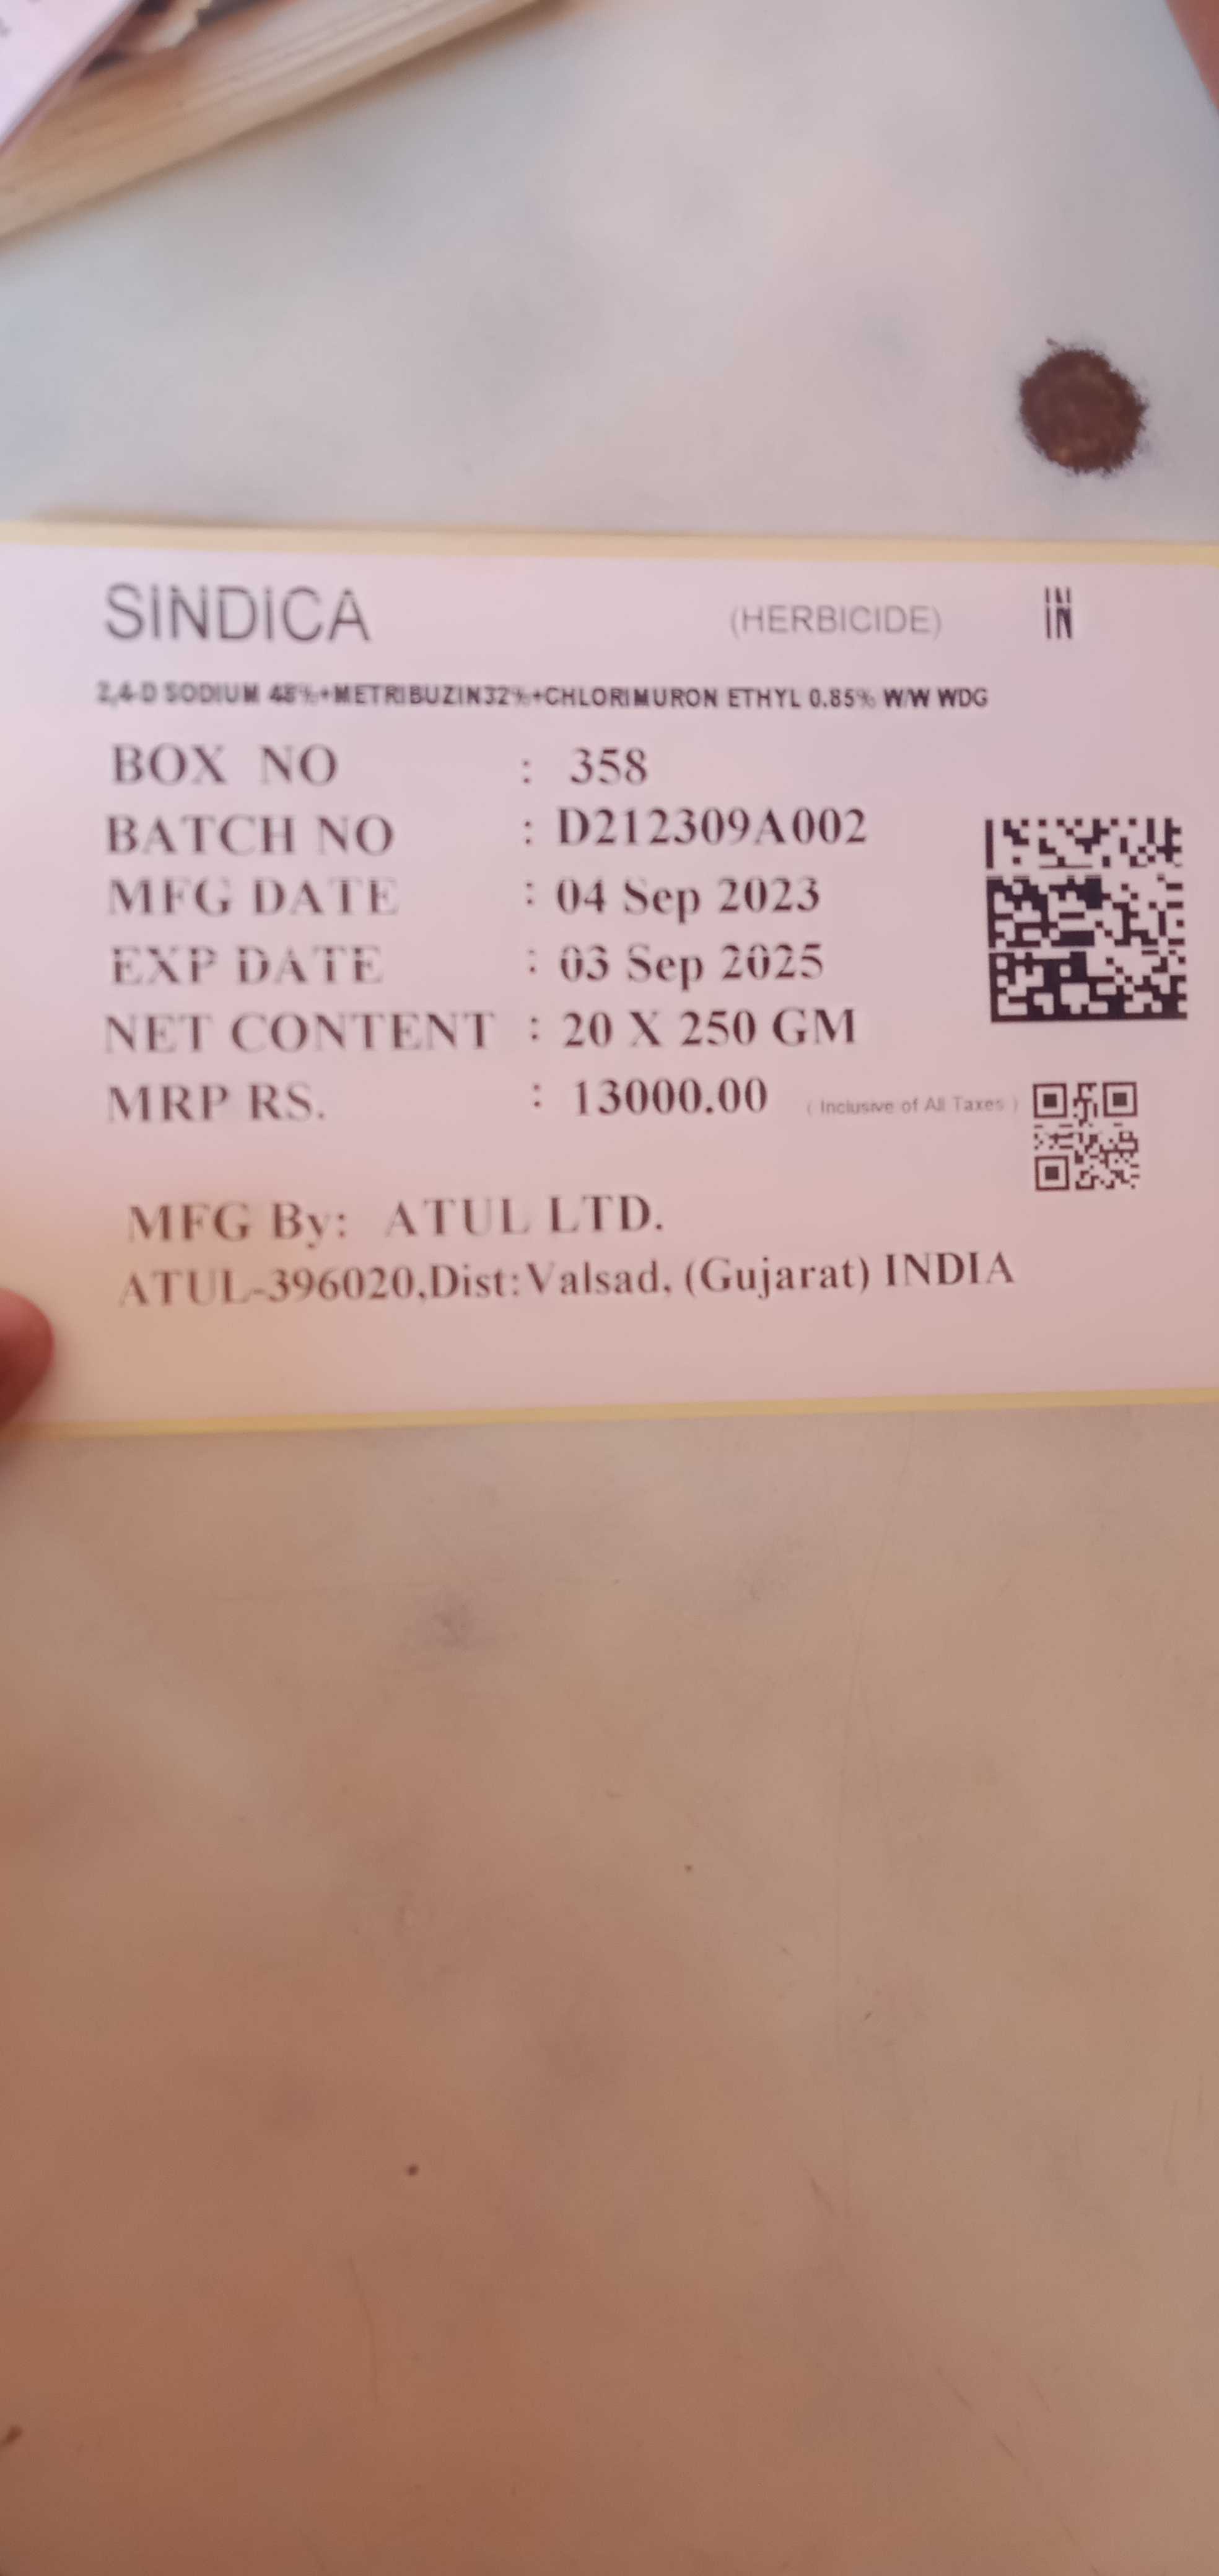 SINDICA (HERBICIDE) IN
2,4-D SODIUM 48%+METRIBUZIN32%+CHLORIMURON ETHYL 0.85% W/W WDG
BOX NO : 358
BATCH NO : D212309A002
MFG DATE : 04 Sep 2023
EXP DATE : 03 Sep 2025
NET CONTENT : 20 X 250 GM
MRP RS. : 13000.00 ( Inclusive of All Taxes )
MFG By: ATUL LTD.
ATUL-396020,Dist:Valsad, (Gujarat) INDIA